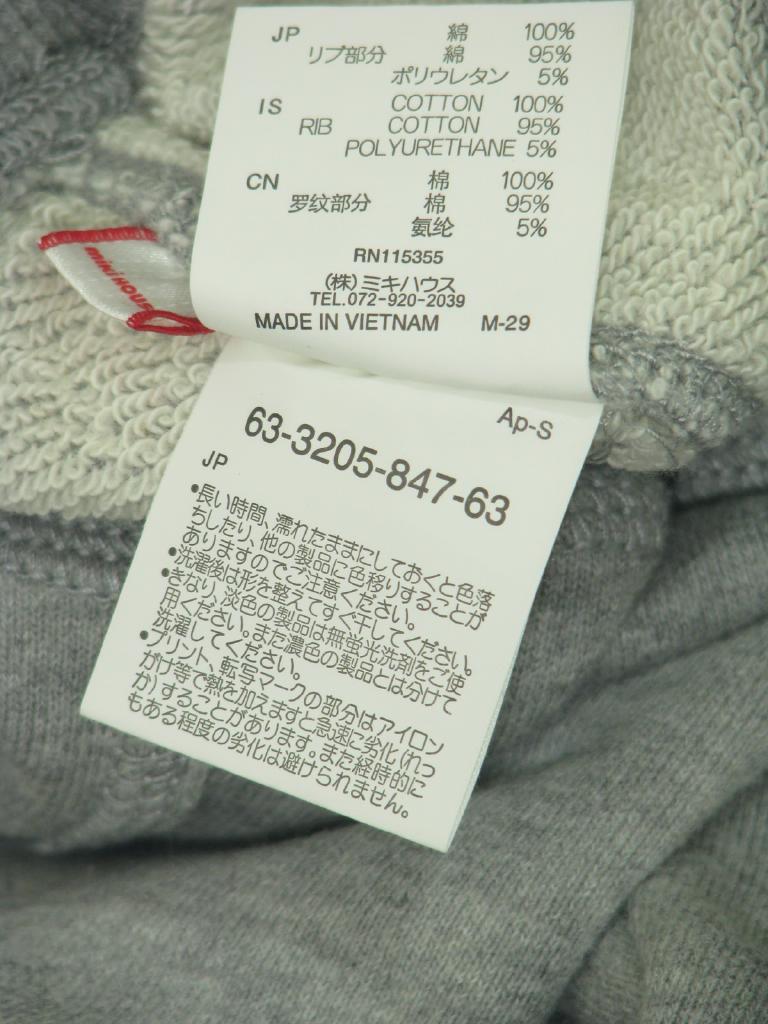 JP 綿 100%
リブ部分 綿 95%
ポリウレタン 5%
IS COTTON 100%
RIB COTTON 95%
POLYURETHANE 5%
CN 棉 100%
罗纹部分 棉 95%
氨纶 5%
RN115355
(株)ミキハウス
TEL.072-920-2039
MADE IN VIETNAM M-29
miki HOUS
Ap-S
63-3205-847-63
JP
•長い時間、濡れたままにしておくと色落
ちしたり、他の製品に色移りすることが
ありますのでご注意ください。
•洗濯後は形を整えてすぐ干してください。
•きなり、淡色の製品は無蛍光洗剤をご使
用ください。また濃色の製品とは分けて
洗濯してください。
•プリント、転写マークの部分はアイロン
がけ等で熱を加えますと急速に劣化(れっ
か)することがあります。また経時的に
もある程度の劣化は避けられません。